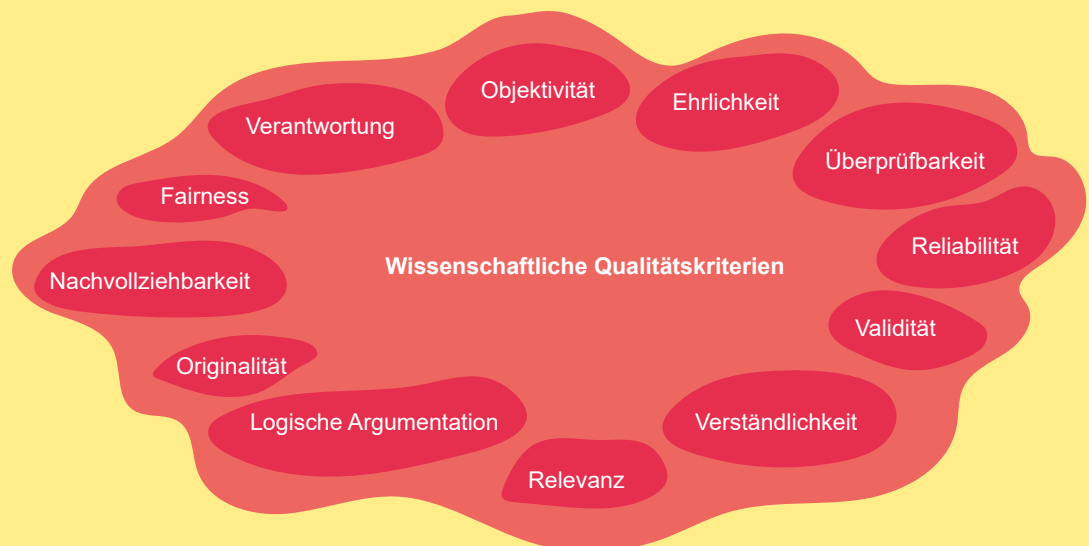 Objektivität
Ehrlichkeit
Verantwortung
Überprüfbarkeit
Fairness
Reliabilität
Wissenschaftliche Qualitätskriterien
Nachvollziehbarkeit
Validität
Originalität
Logische Argumentation
Verständlichkeit
Relevanz